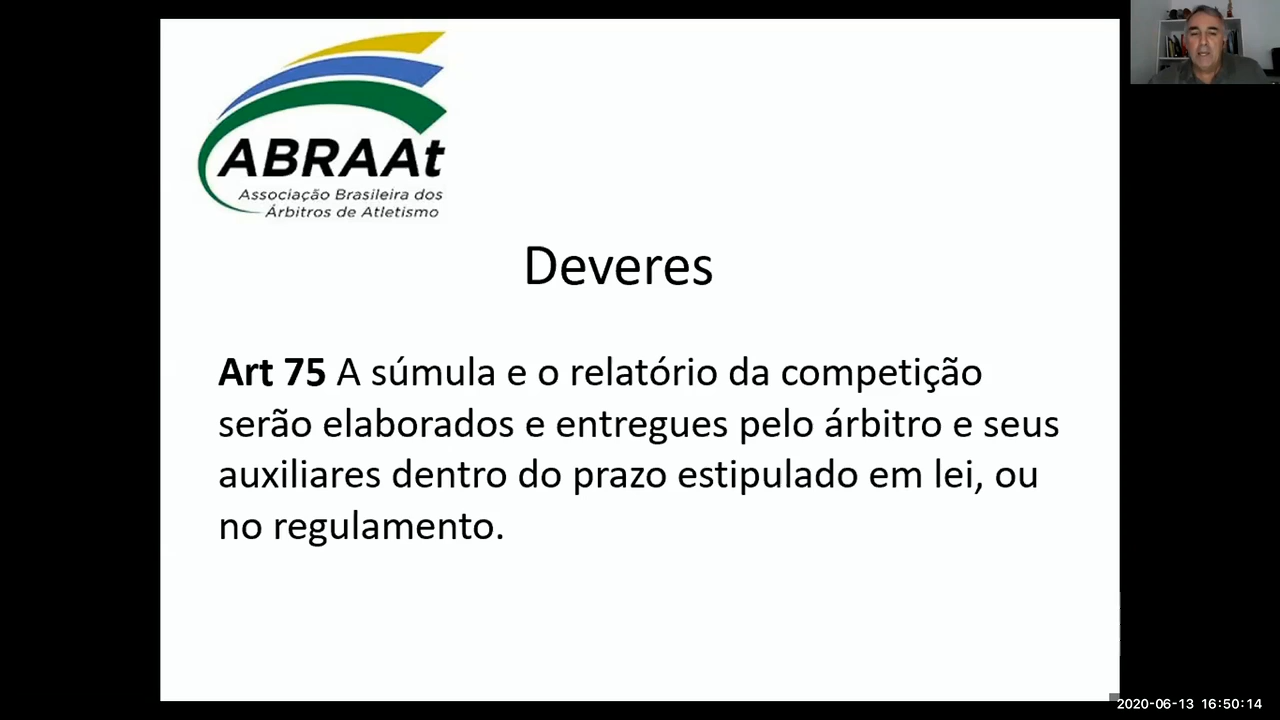 ABRAAt
Associação Brasileira dos
Árbitros de Atletismo
Deveres
Art 75 A súmula e o relatório da competição
serão elaborados e entregues pelo árbitro e seus
auxiliares dentro do prazo estipulado em lei, ou
no regulamento.
2020-06-13 16:50:14